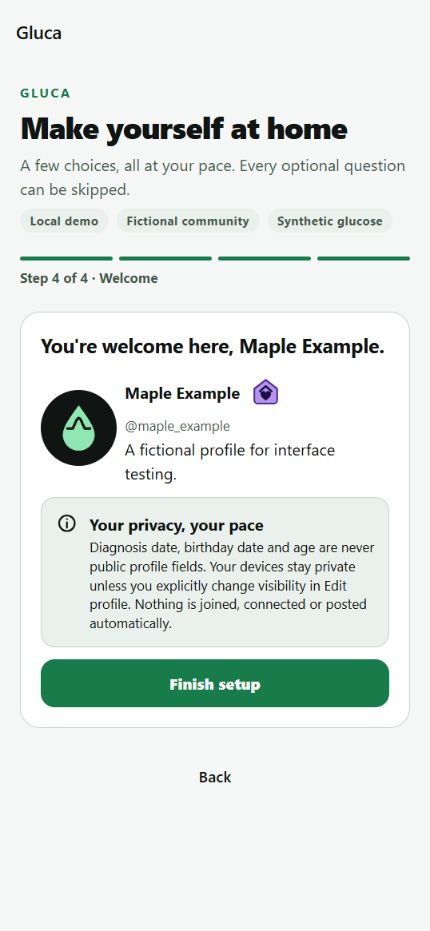 Gluca
GLUCA
Make yourself at home
A few choices, all at your pace. Every optional question
can be skipped.
Local demo
Fictional community
Synthetic glucose
Step 4 of 4 · Welcome
You're welcome here, Maple Example.
Maple Example
@maple_example
A fictional profile for interface
testing.
Your privacy, your pace
Diagnosis date, birthday date and age are never
public profile fields. Your devices stay private
unless you explicitly change visibility in Edit
profile. Nothing is joined, connected or posted
automatically.
Finish setup
Back